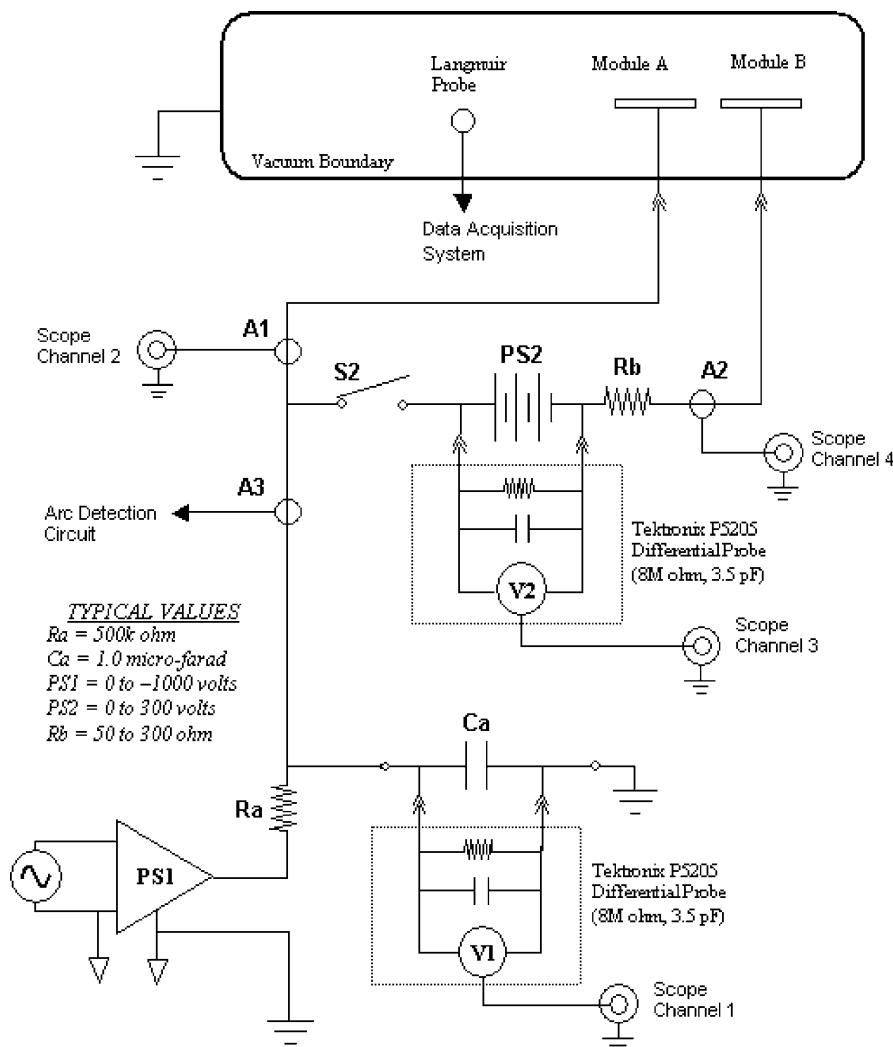 Langmuir
Probe
Module A
Module B
Vacuum Boundary
Data Acquisition
System
Scope
Channel 2
A1
S2
PS2
Rb
A2
Scope
Channel 4
A3
Arc Detection
Circuit
Tektronix P5205
Differential Probe
(8M ohm, 3.5 pF)
V2
Scope
Channel 3
TYPICAL VALUES
Ra = 500k ohm
Ca = 1.0 micro-farad
PS1 = 0 to –1000 volts
PS2 = 0 to 300 volts
Rb = 50 to 300 ohm
Ca
Ra
PS1
Tektronix P5205
Differential Probe
(8M ohm, 3.5 pF)
V1
Scope
Channel 1